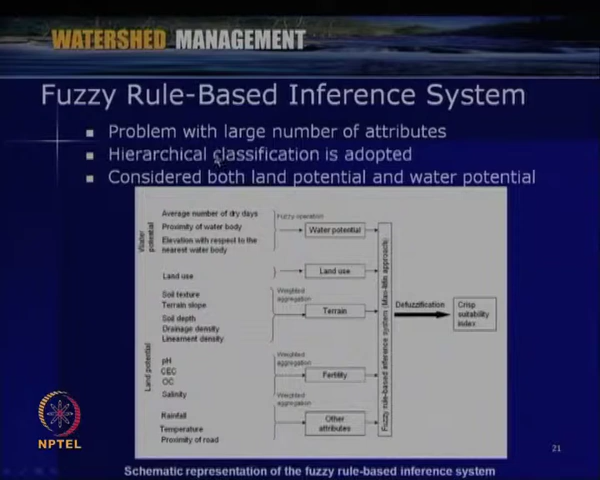 WATERSHED MANAGEMENT
Fuzzy Rule-Based Inference System
Problem with large number of attributes
Hierarchical classification is adopted
Considered both land potential and water potential
Water potential
Average number of dry days
Proximity of water body
Elevation with respect to the
nearest water body
Fuzzy operation
Water potential
Land use
Land use
Land potential
Soil texture
Terrain slope
Soil depth
Drainage density
Lineament density
Weighted
aggregation
Terrain
pH
CEC
OC
Salinity
Weighted
aggregation
Fertility
Rainfall
Temperature
Proximity of road
Weighted
aggregation
Other
attributes
Fuzzy rule-based inference system (Max-Min approach)
Defuzzification
Crisp
suitability
index
NPTEL
21
Schematic representation of the fuzzy rule-based inference system